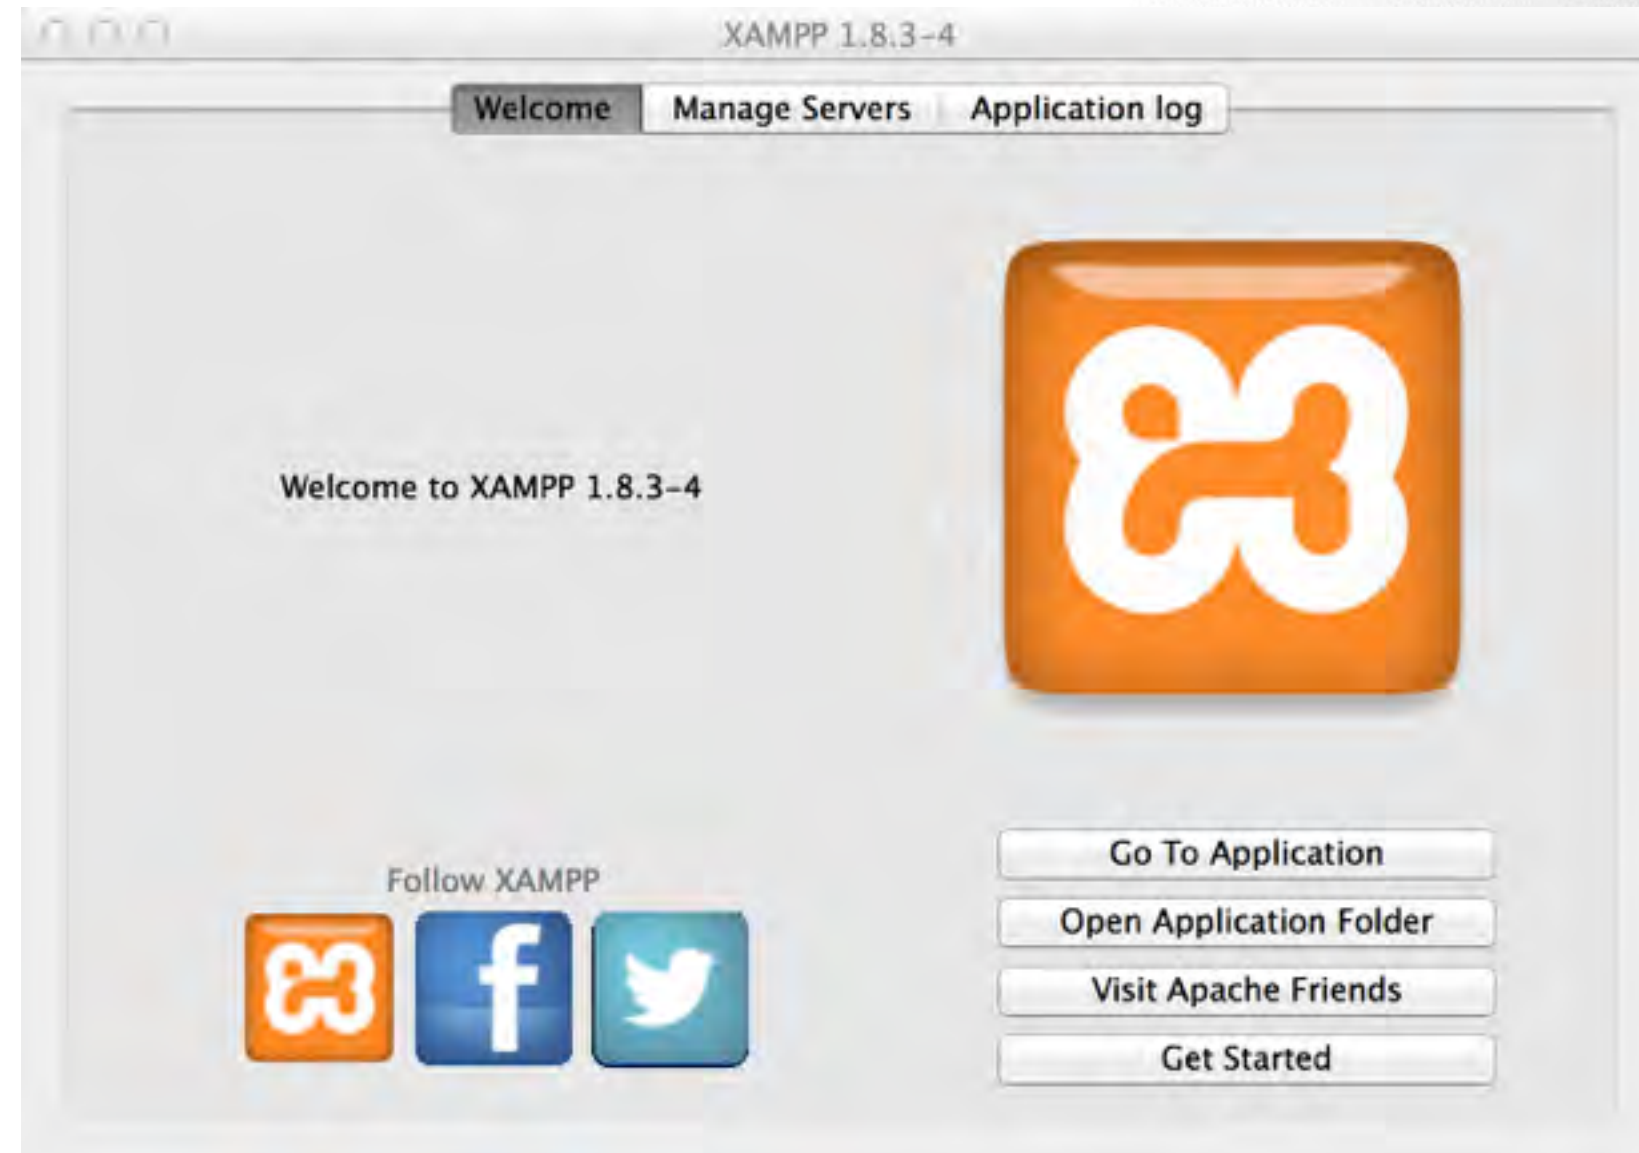 XAMPP 1.8.3-4
Welcome
Manage Servers
Application log
Welcome to XAMPP 1.8.3-4
Follow XAMPP
Go To Application
Open Application Folder
Visit Apache Friends
Get Started